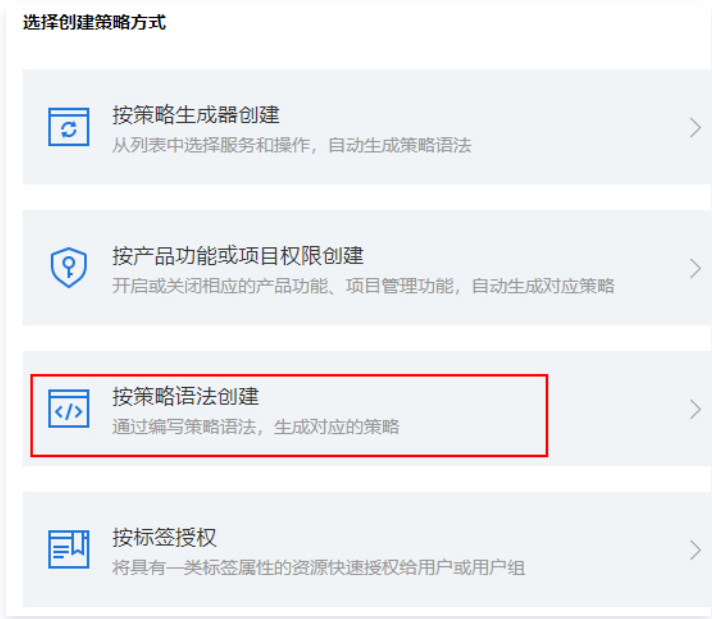 选择创建策略方式
按策略生成器创建
从列表中选择服务和操作，自动生成策略语法
按产品功能或项目权限创建
开启或关闭相应的产品功能、项目管理功能，自动生成对应策略
按策略语法创建
通过编写策略语法，生成对应的策略
按标签授权
将具有一类标签属性的资源快速授权给用户或用户组